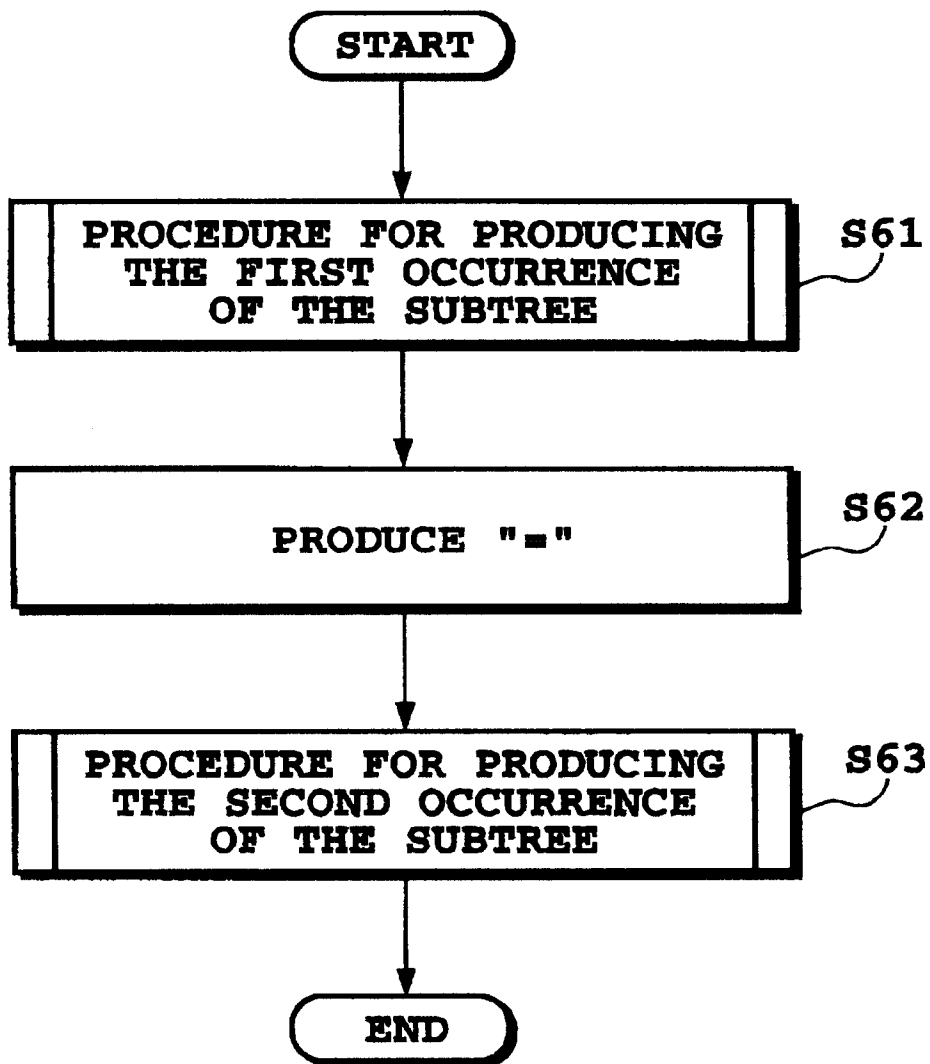 START
PROCEDURE FOR PRODUCING
THE FIRST OCCURRENCE
OF THE SUBTREE
S61
PRODUCE "="
S62
PROCEDURE FOR PRODUCING
THE SECOND OCCURRENCE
OF THE SUBTREE
S63
END